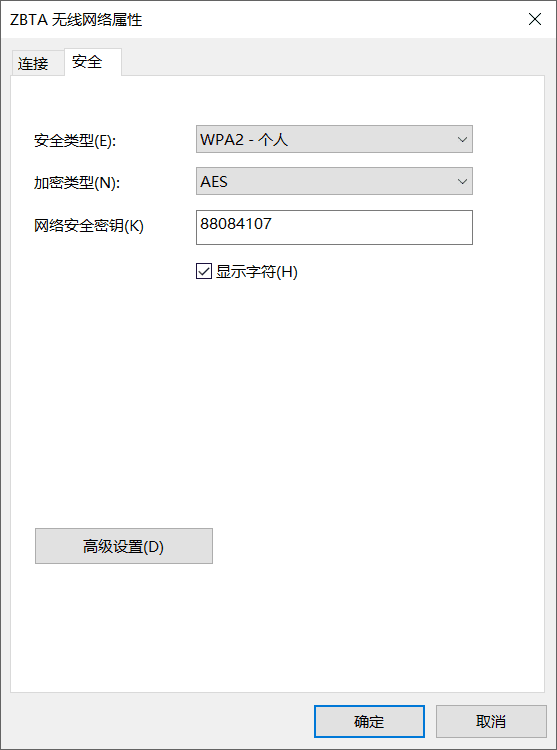 ZBTA 无线网络属性
连接 安全
安全类型(E): WPA2 - 个人
加密类型(N): AES
网络安全密钥(K) 88084107
显示字符(H)
高级设置(D)
确定 取消